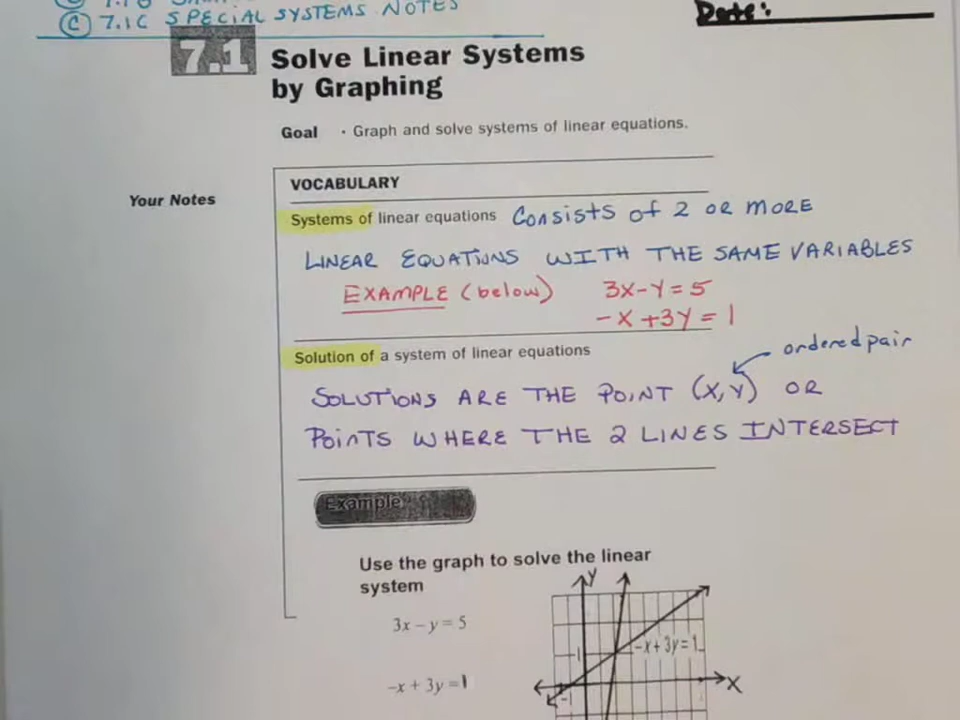 C 7.1C SPECIAL SYSTEMS NOTES
Date:
7.1 Solve Linear Systems
by Graphing
Goal · Graph and solve systems of linear equations.
Your Notes
VOCABULARY
Systems of linear equations Consists of 2 OR MORE
LINEAR EQUATIONS WITH THE SAME VARIABLES
EXAMPLE (below) 3x-y=5
-x+3y=1
Solution of a system of linear equations
ordered pair
SOLUTIONS ARE THE POINT (X,Y) OR
POINTS WHERE THE 2 LINES INTERSECT
Example
Use the graph to solve the linear
system
Y
3x - y = 5
-x + 3y = 1
1
-x + 3y = 1
X
-1